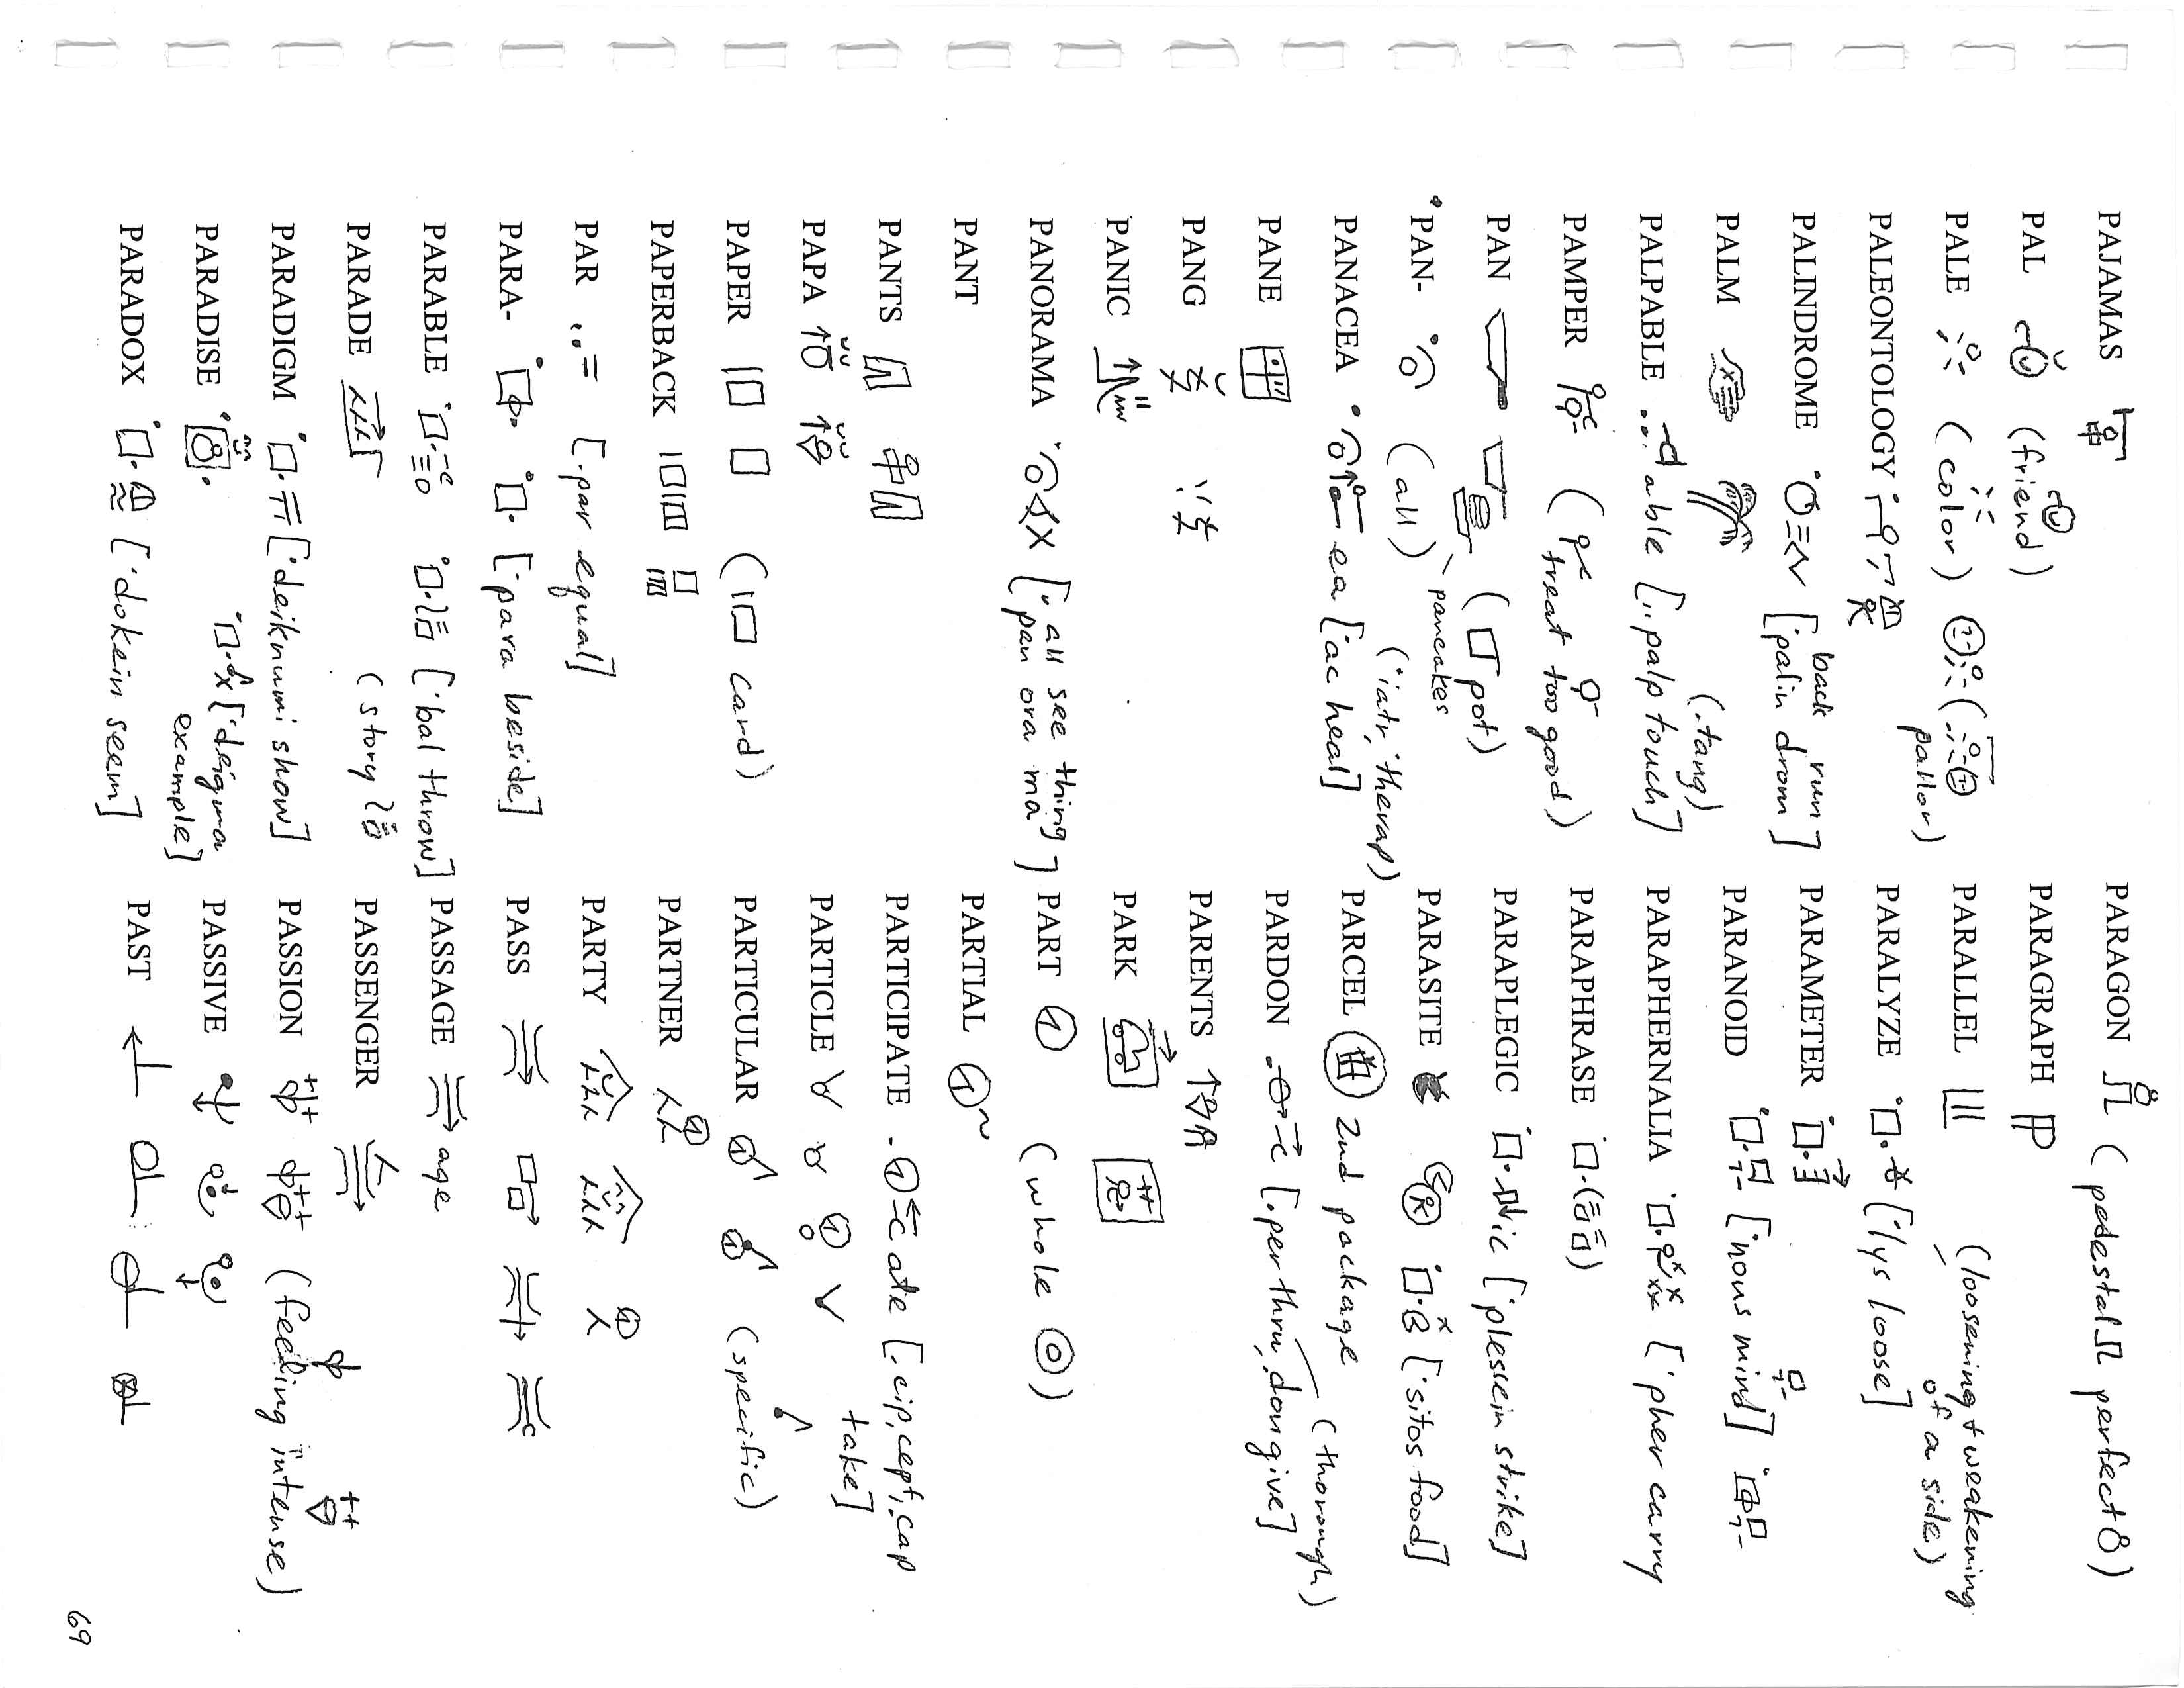 PAJAMAS
PAL (friend)
PALE (color) ( pallor)
PALEONTOLOGY
PALINDROME [ back run
palin drom]
PALM (.tang)
PALPABLE able [..palp touch]
PAMPER ( treat too good)
PAN ( pot)
pancakes
PAN- (all)
PANACEA ea ['ac heal] ('iatr, 'therap)
PANE
PANG
PANIC
PANORAMA [" all see thing
pan ora ma]
PANT
PANTS
PAPA
PAPER ( card)
PAPERBACK
PAR [.par equal]
PARA- ['para beside]
PARABLE ['bal throw]
(story )
PARADE
PARADIGM ['deiknumi show]
['deigma example]
PARADISE
PARADOX ['dokein seem]
PARAGON ( pedestal perfect )
PARAGRAPH P
PARALLEL
(loosening + weakening
of a side)
PARALYZE ['lys loose]
PARAMETER
PARANOID ['nous mind]
PARAPHERNALIA ['pher carry
PARAPHRASE
PARAPLEGIC ic ['plessein strike]
PARASITE ['sitos food]
PARCEL 2nd package
PARDON [.per thru, don give]
(thorough)
PARENTS
PARK
PART (whole )
PARTIAL
PARTICIPATE ate [.cip, cept, cap
take]
PARTICLE
PARTICULAR (specific)
PARTNER
PARTY
PASS
PASSAGE age
PASSENGER
PASSION (feeling intense)
PASSIVE
PAST
69